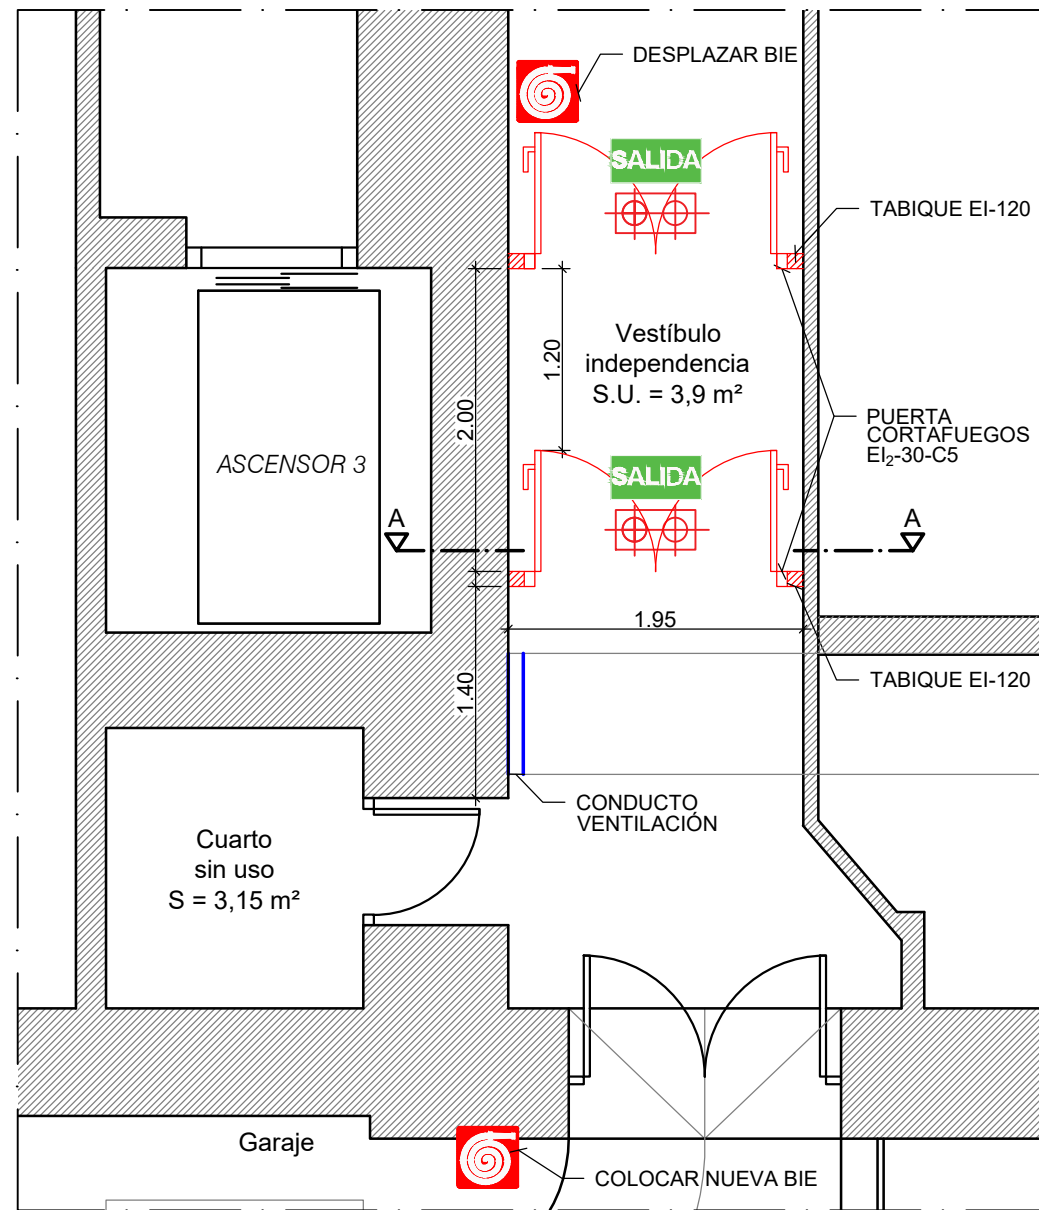 DESPLAZAR BIE
SALIDA
TABIQUE EI-120
Vestíbulo
independencia
S.U. = 3,9 m²
1.20
2.00
PUERTA
CORTAFUEGOS
EI₂-30-C5
ASCENSOR 3
SALIDA
A
A
1.95
TABIQUE EI-120
1.40
CONDUCTO
VENTILACIÓN
Cuarto
sin uso
S = 3,15 m²
Garaje
COLOCAR NUEVA BIE